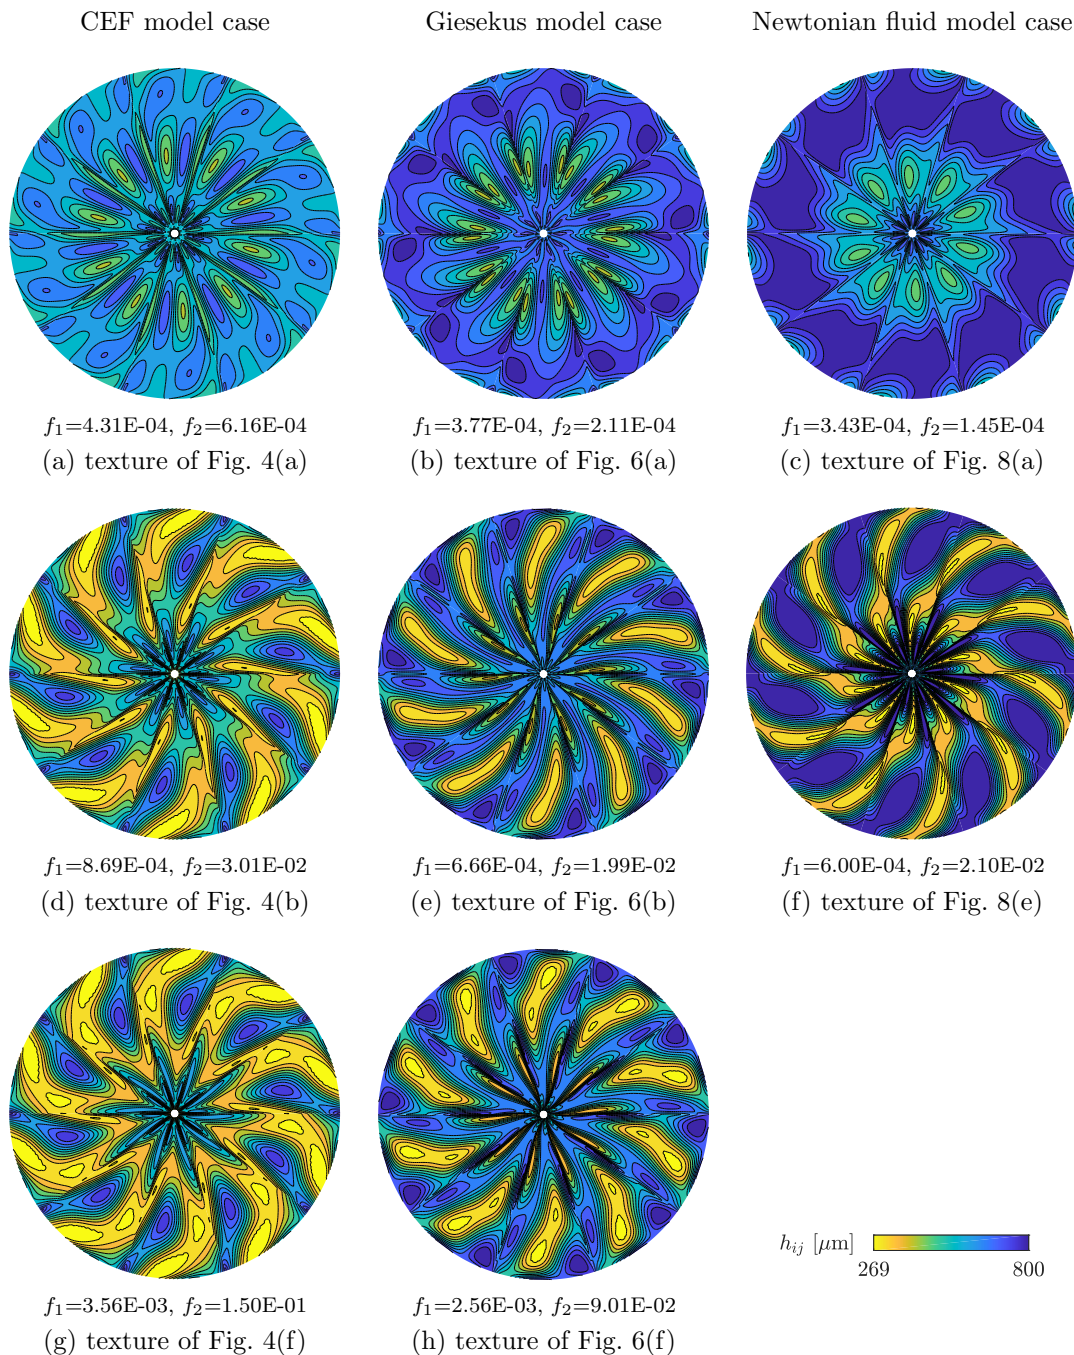 CEF model case
Giesekus model case
Newtonian fluid model case
f₁=4.31E-04, f₂=6.16E-04
f₁=3.77E-04, f₂=2.11E-04
f₁=3.43E-04, f₂=1.45E-04
(a) texture of Fig. 4(a)
(b) texture of Fig. 6(a)
(c) texture of Fig. 8(a)
f₁=8.69E-04, f₂=3.01E-02
f₁=6.66E-04, f₂=1.99E-02
f₁=6.00E-04, f₂=2.10E-02
(d) texture of Fig. 4(b)
(e) texture of Fig. 6(b)
(f) texture of Fig. 8(e)
f₁=3.56E-03, f₂=1.50E-01
f₁=2.56E-03, f₂=9.01E-02
(g) texture of Fig. 4(f)
(h) texture of Fig. 6(f)
hᵢⱼ [μm]
269
800